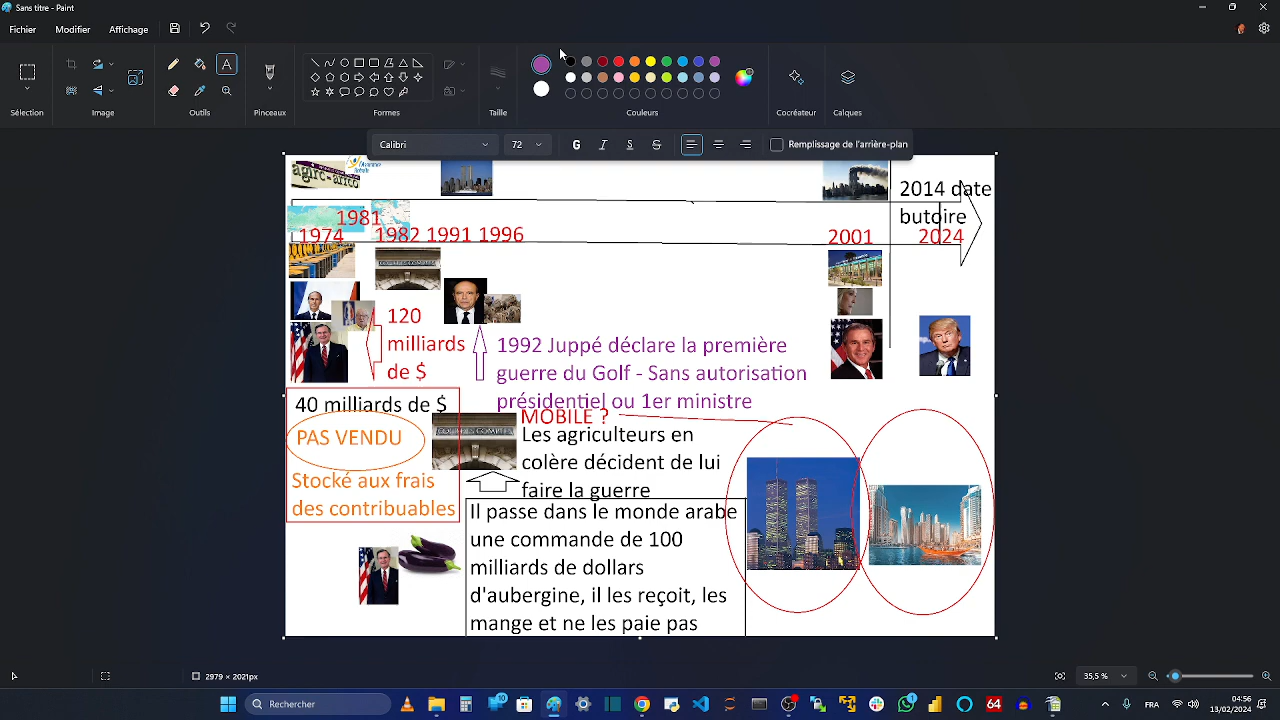 Sans titre - Paint
Fichier Modifier Affichage
Sélection Image Outils Pinceaux Formes Taille Couleurs Cocréateur Calques
Calibri 72 G I S S Remplissage de l'arrière-plan
agirc-arrco
2014 date
butoire
1981
1974 1982 1991 1996 2001 2024
120
milliards
de $
1992 Juppé déclare la première
guerre du Golf - Sans autorisation
présidentiel ou 1er ministre
40 milliards de $
PAS VENDU
Stocké aux frais
des contribuables
MOBILE ?
Les agriculteurs en
colère décident de lui
faire la guerre
Il passe dans le monde arabe
une commande de 100
milliards de dollars
d'aubergine, il les reçoit, les
mange et ne les paie pas
2979 × 2021px
35,5 %
Rechercher
10
1
64
FRA
04:56
13/02/2024